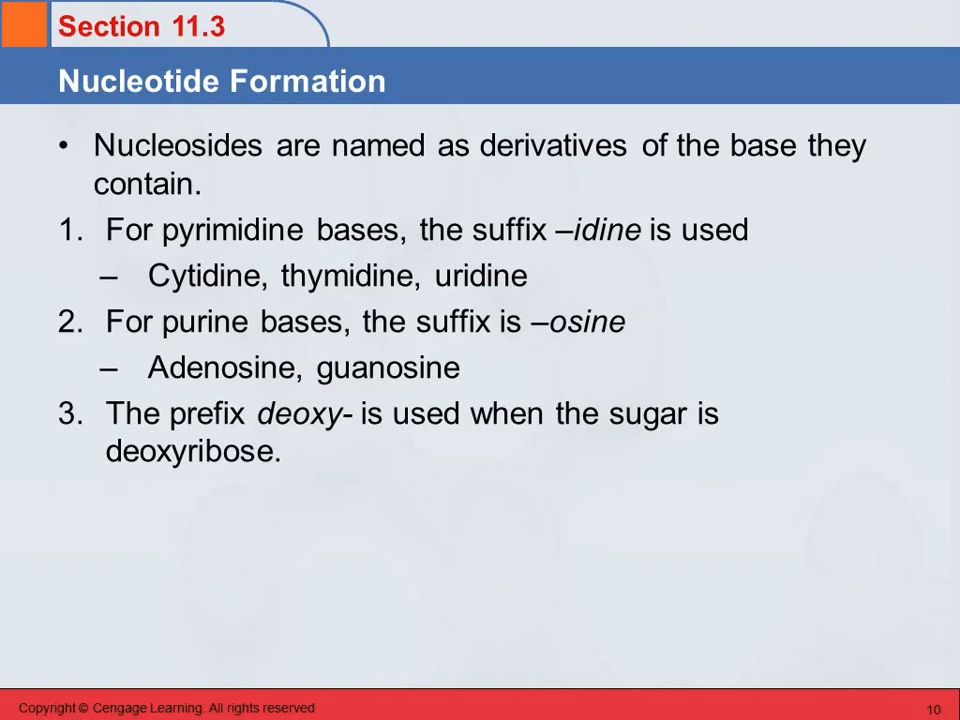 Section 11.3
Nucleotide Formation
• Nucleosides are named as derivatives of the base they
contain.
1. For pyrimidine bases, the suffix –idine is used
– Cytidine, thymidine, uridine
2. For purine bases, the suffix is –osine
– Adenosine, guanosine
3. The prefix deoxy- is used when the sugar is
deoxyribose.
Copyright © Cengage Learning. All rights reserved
10